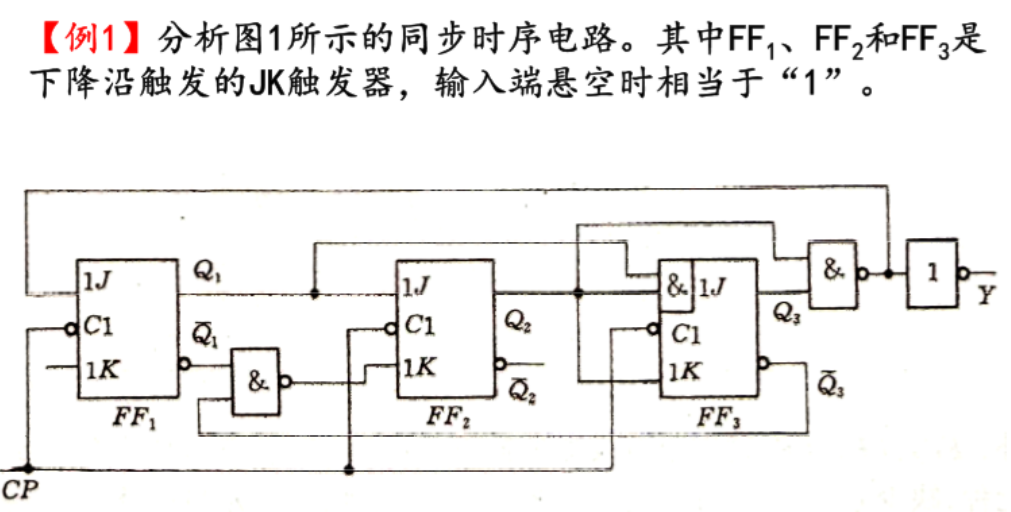 【例1】分析图1所示的同步时序电路。其中FF₁、FF₂和FF₃是
下降沿触发的JK触发器，输入端悬空时相当于“1”。
1J
C1
1K
FF₁
Q₁
Q̅₁
&
1J
C1
1K
FF₂
Q₂
Q̅₂
& 1J
C1
1K
FF₃
Q₃
Q̅₃
&
1
Y
CP